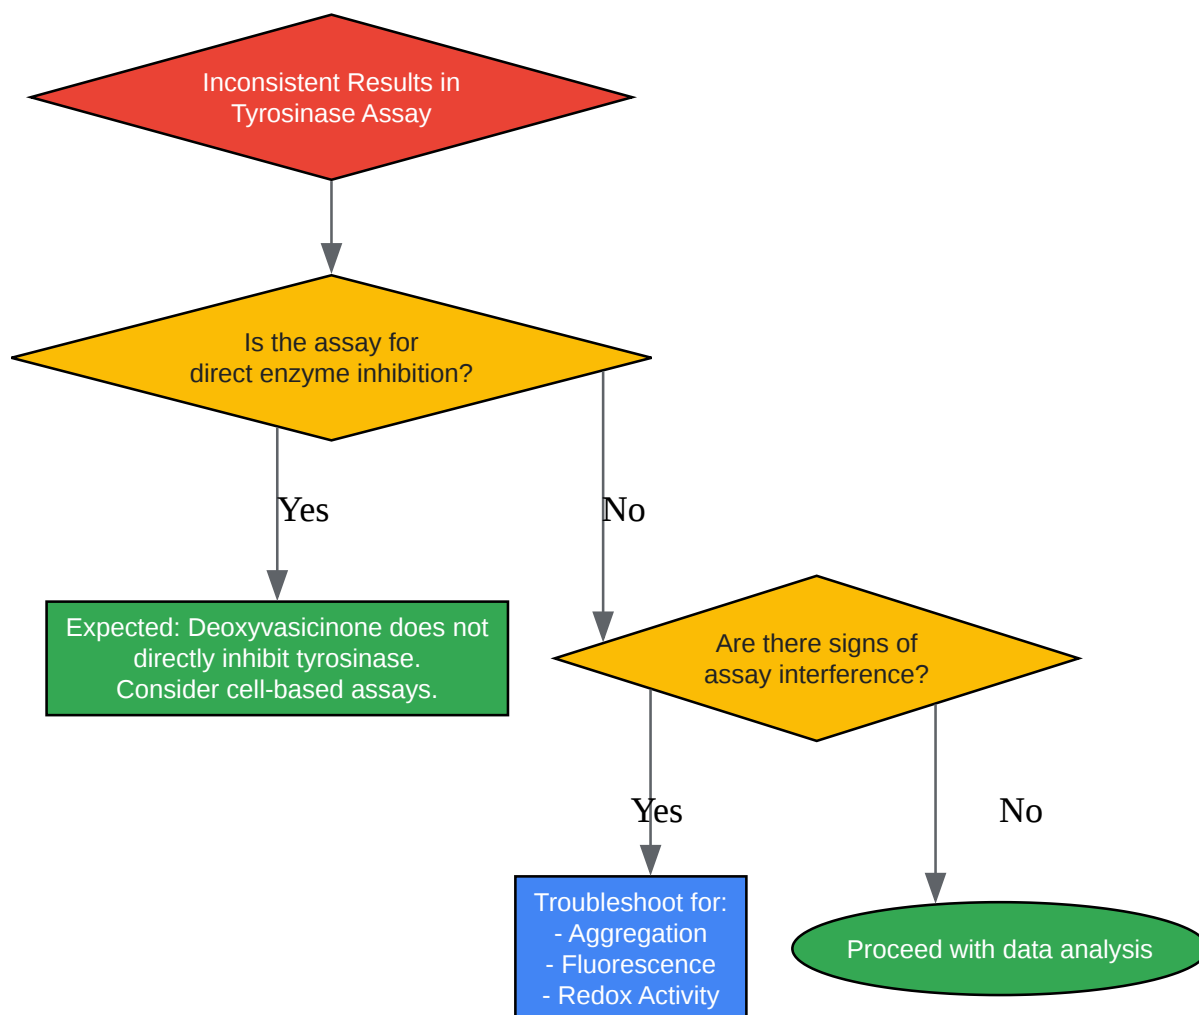 Inconsistent Results in
Tyrosinase Assay
Is the assay for
direct enzyme inhibition?
Yes
No
Expected: Deoxyvasicinone does not
directly inhibit tyrosinase.
Consider cell-based assays.
Are there signs of
assay interference?
Yes
No
Troubleshoot for:
- Aggregation
- Fluorescence
- Redox Activity
Proceed with data analysis